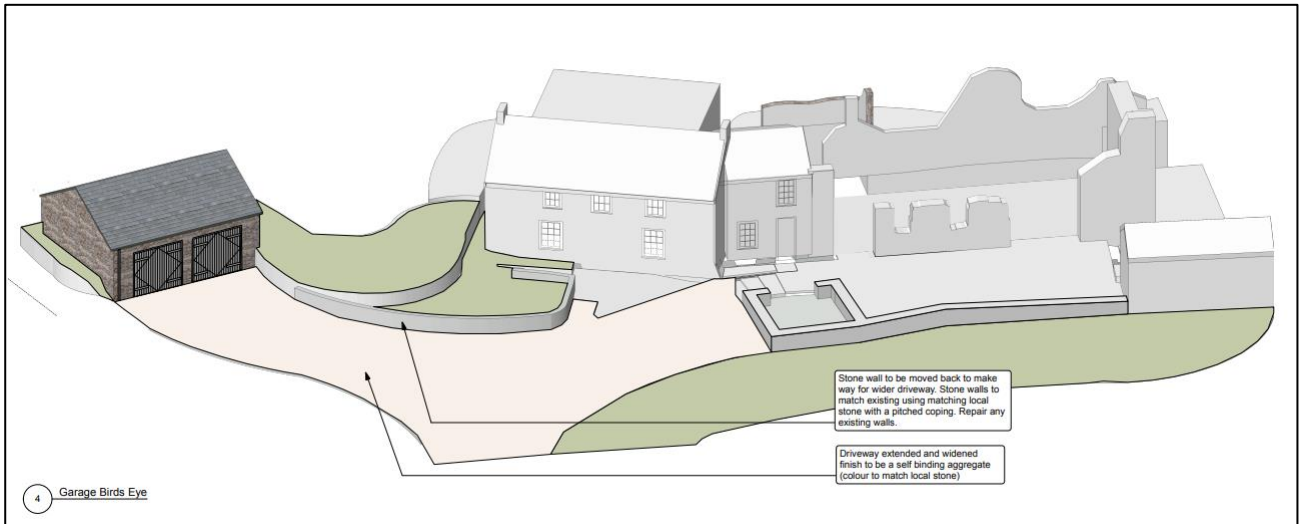 Stone wall to be moved back to make
way for wider driveway. Stone walls to
match existing using matching local
stone with a pitched coping. Repair any
existing walls.
Driveway extended and widened
finish to be a self binding aggregate
(colour to match local stone)
4 Garage Birds Eye